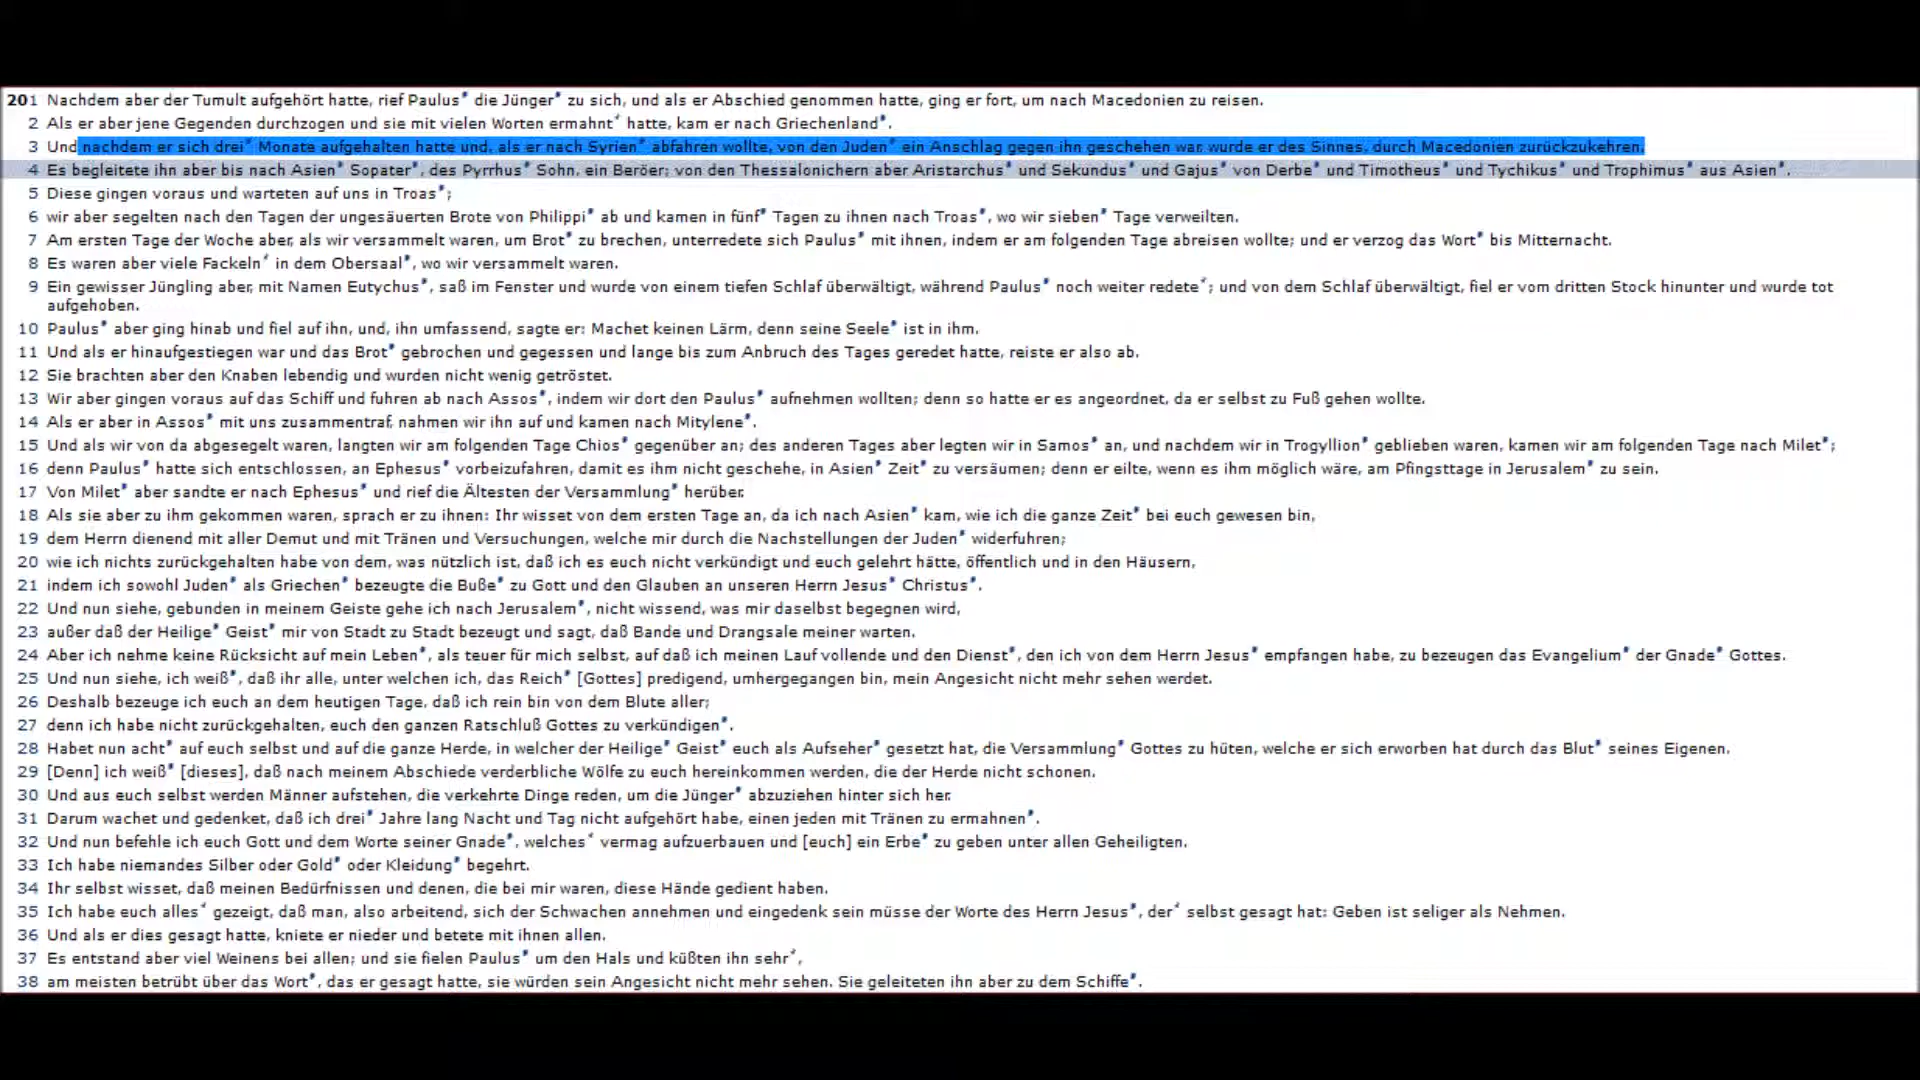 201 Nachdem aber der Tumult aufgehört hatte, rief Paulus die Jünger zu sich, und als er Abschied genommen hatte, ging er fort, um nach Macedonien zu reisen.
2 Als er aber jene Gegenden durchzogen und sie mit vielen Worten ermahnt hatte, kam er nach Griechenland.
3 Und nachdem er sich drei Monate aufgehalten hatte und, als er nach Syrien abfahren wollte, von den Juden ein Anschlag gegen ihn geschehen war, wurde er des Sinnes, durch Macedonien zurückzukehren.
4 Es begleitete ihn aber bis nach Asien Sopater, des Pyrrhus Sohn, ein Beröer; von den Thessalonichern aber Aristarchus und Sekundus und Gajus von Derbe und Timotheus und Tychikus und Trophimus aus Asien.
5 Diese gingen voraus und warteten auf uns in Troas;
6 wir aber segelten nach den Tagen der ungesäuerten Brote von Philippi ab und kamen in fünf Tagen zu ihnen nach Troas, wo wir sieben Tage verweilten.
7 Am ersten Tage der Woche aber, als wir versammelt waren, um Brot zu brechen, unterredete sich Paulus mit ihnen, indem er am folgenden Tage abreisen wollte; und er verzog das Wort bis Mitternacht.
8 Es waren aber viele Fackeln in dem Obersaal, wo wir versammelt waren.
9 Ein gewisser Jüngling aber, mit Namen Eutychus, saß im Fenster und wurde von einem tiefen Schlaf überwältigt, während Paulus noch weiter redete; und von dem Schlaf überwältigt, fiel er vom dritten Stock hinunter und wurde tot
aufgehoben.
10 Paulus aber ging hinab und fiel auf ihn, und, ihn umfassend, sagte er: Machet keinen Lärm, denn seine Seele ist in ihm.
11 Und als er hinaufgestiegen war und das Brot gebrochen und gegessen und lange bis zum Anbruch des Tages geredet hatte, reiste er also ab.
12 Sie brachten aber den Knaben lebendig und wurden nicht wenig getröstet.
13 Wir aber gingen voraus auf das Schiff und fuhren ab nach Assos, indem wir dort den Paulus aufnehmen wollten; denn so hatte er es angeordnet, da er selbst zu Fuß gehen wollte.
14 Als er aber in Assos mit uns zusammentraf, nahmen wir ihn auf und kamen nach Mitylene.
15 Und als wir von da abgesegelt waren, langten wir am folgenden Tage Chios gegenüber an; des anderen Tages aber legten wir in Samos an, und nachdem wir in Trogyllion geblieben waren, kamen wir am folgenden Tage nach Milet;
16 denn Paulus hatte sich entschlossen, an Ephesus vorbeizufahren, damit es ihm nicht geschehe, in Asien Zeit zu versäumen; denn er eilte, wenn es ihm möglich wäre, am Pfingsttage in Jerusalem zu sein.
17 Von Milet aber sandte er nach Ephesus und rief die Ältesten der Versammlung herüber.
18 Als sie aber zu ihm gekommen waren, sprach er zu ihnen: Ihr wisset von dem ersten Tage an, da ich nach Asien kam, wie ich die ganze Zeit bei euch gewesen bin,
19 dem Herrn dienend mit aller Demut und mit Tränen und Versuchungen, welche mir durch die Nachstellungen der Juden widerfuhren;
20 wie ich nichts zurückgehalten habe von dem, was nützlich ist, daß ich es euch nicht verkündigt und euch gelehrt hätte, öffentlich und in den Häusern,
21 indem ich sowohl Juden als Griechen bezeugte die Buße zu Gott und den Glauben an unseren Herrn Jesus Christus.
22 Und nun siehe, gebunden in meinem Geiste gehe ich nach Jerusalem, nicht wissend, was mir daselbst begegnen wird,
23 außer daß der Heilige Geist mir von Stadt zu Stadt bezeugt und sagt, daß Bande und Drangsale meiner warten.
24 Aber ich nehme keine Rücksicht auf mein Leben, als teuer für mich selbst, auf daß ich meinen Lauf vollende und den Dienst, den ich von dem Herrn Jesus empfangen habe, zu bezeugen das Evangelium der Gnade Gottes.
25 Und nun siehe, ich weiß, daß ihr alle, unter welchen ich, das Reich [Gottes] predigend, umhergegangen bin, mein Angesicht nicht mehr sehen werdet.
26 Deshalb bezeuge ich euch an dem heutigen Tage, daß ich rein bin von dem Blute aller;
27 denn ich habe nicht zurückgehalten, euch den ganzen Ratschluß Gottes zu verkündigen.
28 Habet nun acht auf euch selbst und auf die ganze Herde, in welcher der Heilige Geist euch als Aufseher gesetzt hat, die Versammlung Gottes zu hüten, welche er sich erworben hat durch das Blut seines Eigenen.
29 [Denn] ich weiß [dieses], daß nach meinem Abschiede verderbliche Wölfe zu euch hereinkommen werden, die der Herde nicht schonen.
30 Und aus euch selbst werden Männer aufstehen, die verkehrte Dinge reden, um die Jünger abzuziehen hinter sich her.
31 Darum wachet und gedenket, daß ich drei Jahre lang Nacht und Tag nicht aufgehört habe, einen jeden mit Tränen zu ermahnen.
32 Und nun befehle ich euch Gott und dem Worte seiner Gnade, welches vermag aufzuerbauen und [euch] ein Erbe zu geben unter allen Geheiligten.
33 Ich habe niemandes Silber oder Gold oder Kleidung begehrt.
34 Ihr selbst wisset, daß meinen Bedürfnissen und denen, die bei mir waren, diese Hände gedient haben.
35 Ich habe euch alles gezeigt, daß man, also arbeitend, sich der Schwachen annehmen und eingedenk sein müsse der Worte des Herrn Jesus, der selbst gesagt hat: Geben ist seliger als Nehmen.
36 Und als er dies gesagt hatte, kniete er nieder und betete mit ihnen allen.
37 Es entstand aber viel Weinens bei allen; und sie fielen Paulus um den Hals und küßten ihn sehr,
38 am meisten betrübt über das Wort, das er gesagt hatte, sie würden sein Angesicht nicht mehr sehen. Sie geleiteten ihn aber zu dem Schiffe.